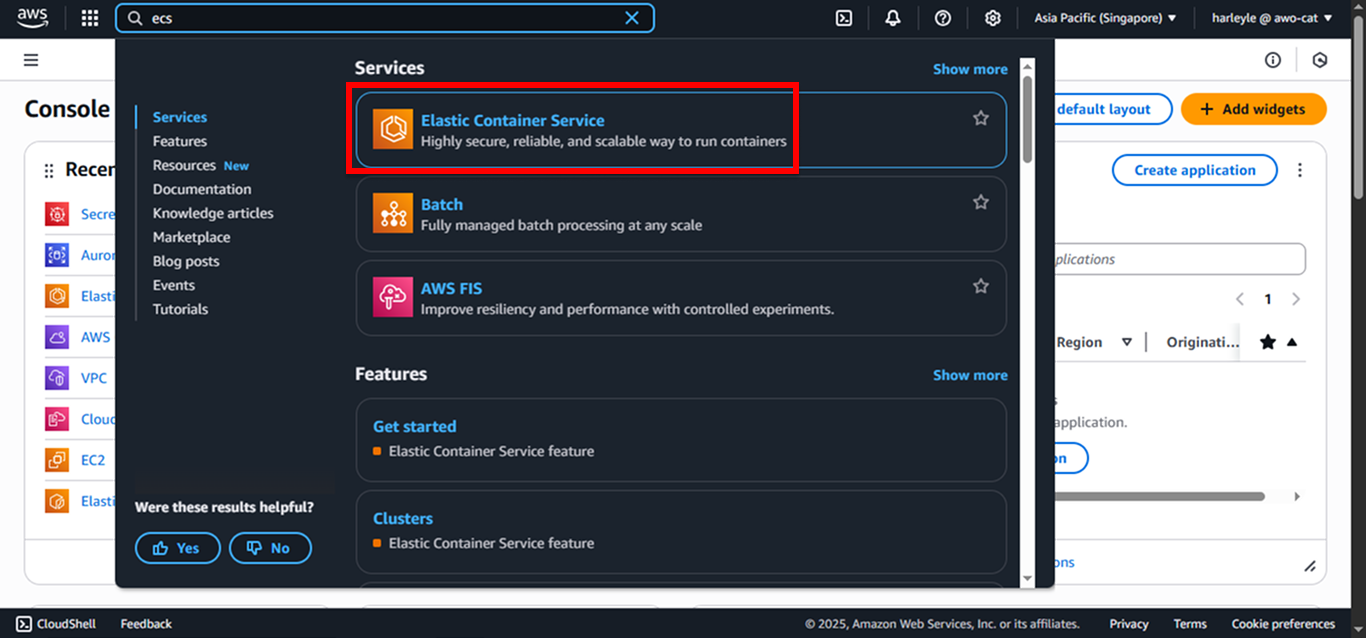 aws
ecs
Asia Pacific (Singapore)
harleyle @ awo-cat
Console
default layout
+ Add widgets
Services
Features
Resources New
Documentation
Knowledge articles
Marketplace
Blog posts
Events
Tutorials
Were these results helpful?
Yes
No
Services
Show more
Elastic Container Service
Highly secure, reliable, and scalable way to run containers
Batch
Fully managed batch processing at any scale
AWS FIS
Improve resiliency and performance with controlled experiments.
Features
Show more
Get started
Elastic Container Service feature
Clusters
Elastic Container Service feature
Recen
Secre
Auror
Elasti
AWS
VPC
Cloud
EC2
Elasti
Create application
plications
1
Region
Originati...
application.
on
ons
CloudShell
Feedback
© 2025, Amazon Web Services, Inc. or its affiliates.
Privacy
Terms
Cookie preferences